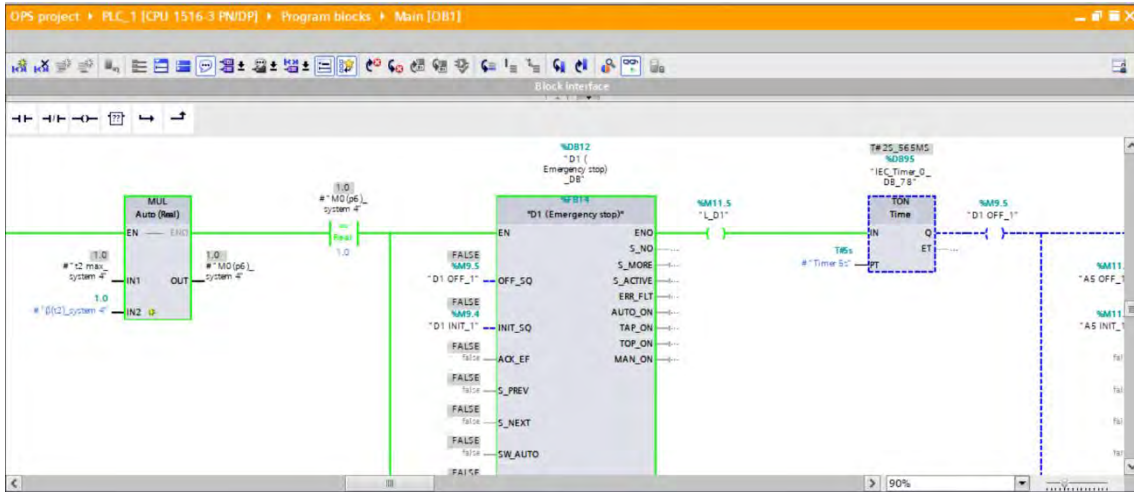 OPS project ▸ PLC_1 [CPU 1516-3 PN/DP] ▸ Program blocks ▸ Main [OB1]
Block interface
%DB12
"D1 (
Emergency stop)
_DB"
T#2S_565MS
%DB95
"IEC_Timer_0_
DB_78"
1.0
#"M0(p6)_
system 4"
==
Real
1.0
MUL
Auto (Real)
EN
ENO
1.0
#"t2 max_
system 4"
IN1
1.0
#"β(t2)_system 4"
IN2
OUT
1.0
#"M0(p6)_
system 4"
%FB14
"D1 (Emergency stop)"
EN
FALSE
%M9.5
"D1 OFF_1"
OFF_SQ
FALSE
%M9.4
"D1 INIT_1"
INIT_SQ
FALSE
false
ACK_EF
FALSE
false
S_PREV
FALSE
false
S_NEXT
FALSE
false
SW_AUTO
FALSE
ENO
S_NO
S_MORE
S_ACTIVE
ERR_FLT
AUTO_ON
TAP_ON
TOP_ON
MAN_ON
%M11.5
"L_D1"
TON
Time
IN
Q
ET
T#5s
#"Timer 5s"
PT
%M9.5
"D1 OFF_1"
%M11.
"A5 OFF_1
%M11.
"A5 INIT_1
90%